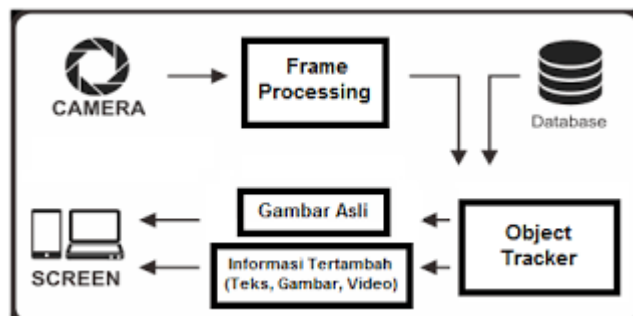 CAMERA
Frame
Processing
Database
Gambar Asli
Informasi Tertambah
(Teks, Gambar, Video)
Object
Tracker
SCREEN